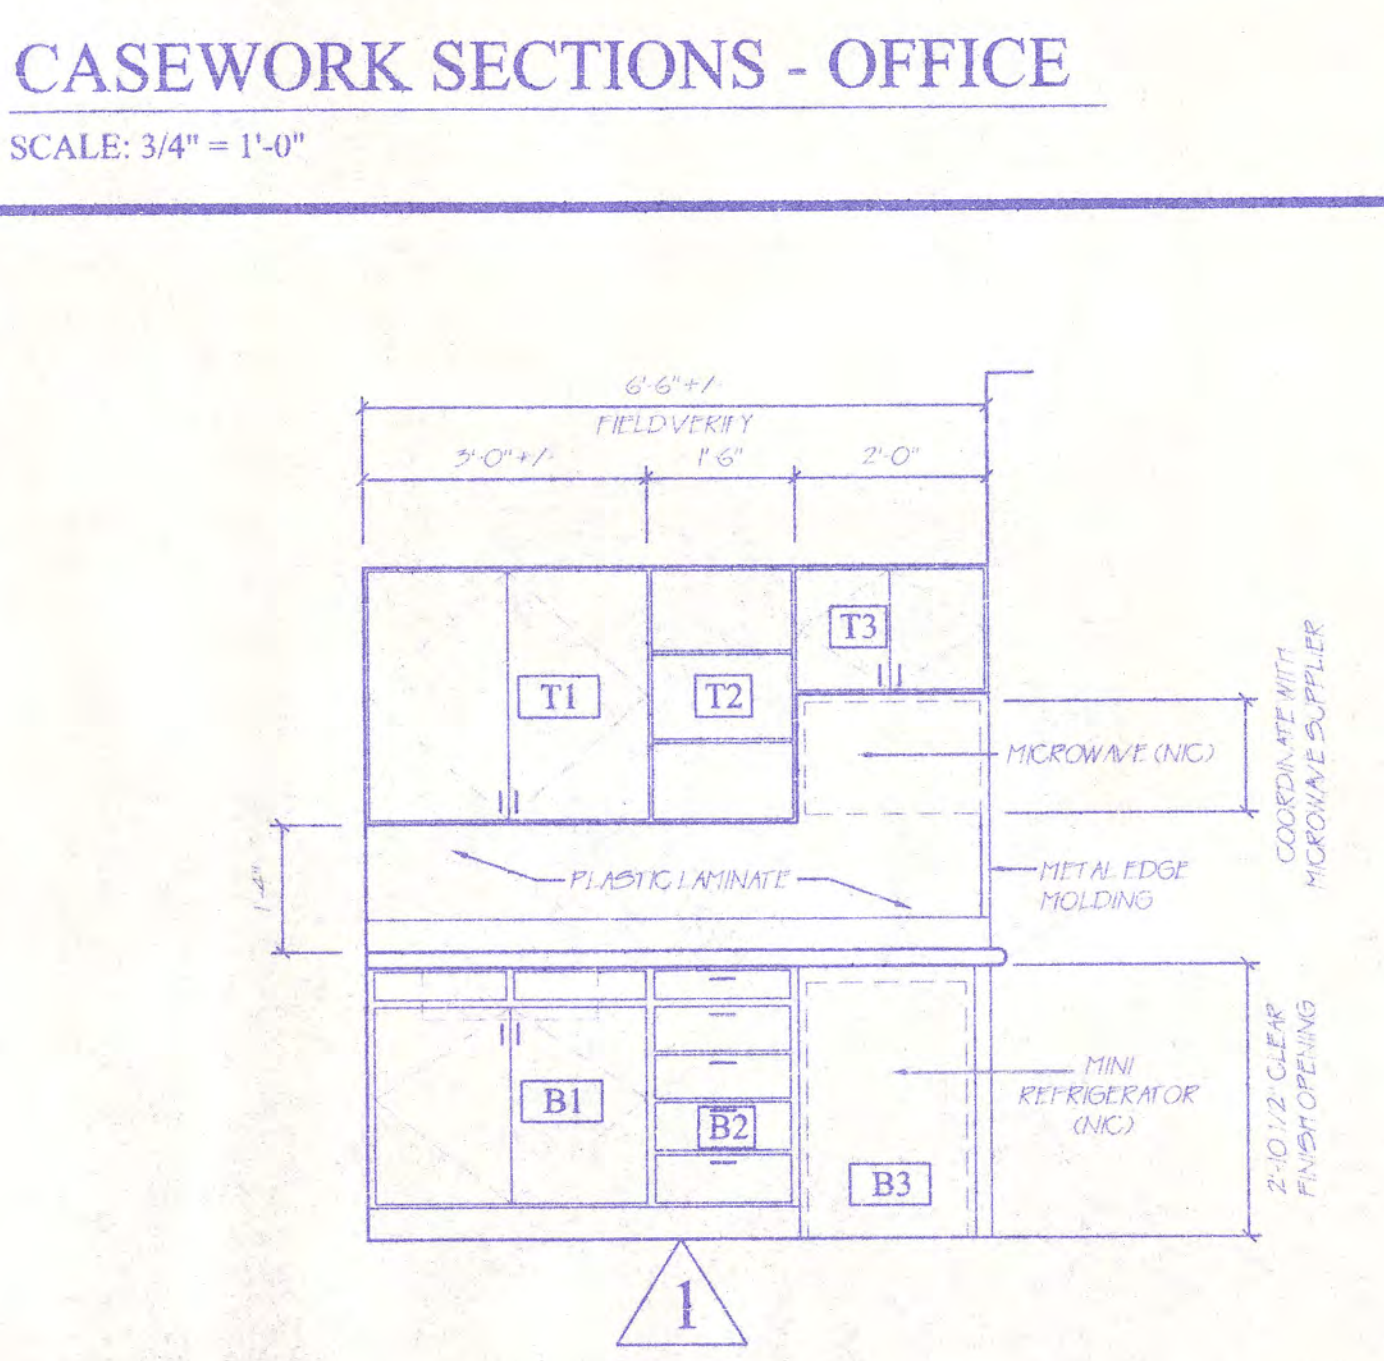 CASEWORK SECTIONS - OFFICE
SCALE: 3/4" = 1'-0"
6'-6"+/-
FIELD VERIFY
3'-0"+/-
1'-6"
2'-0"
T1
T2
T3
MICROWAVE (NIC)
COORDINATE WITH
MICROWAVE SUPPLIER
1'-4"
PLASTIC LAMINATE
METAL EDGE
MOLDING
B1
B2
B3
MINI
REFRIGERATOR
(NIC)
2'-10 1/2" CLEAR
FINISH OPENING
1